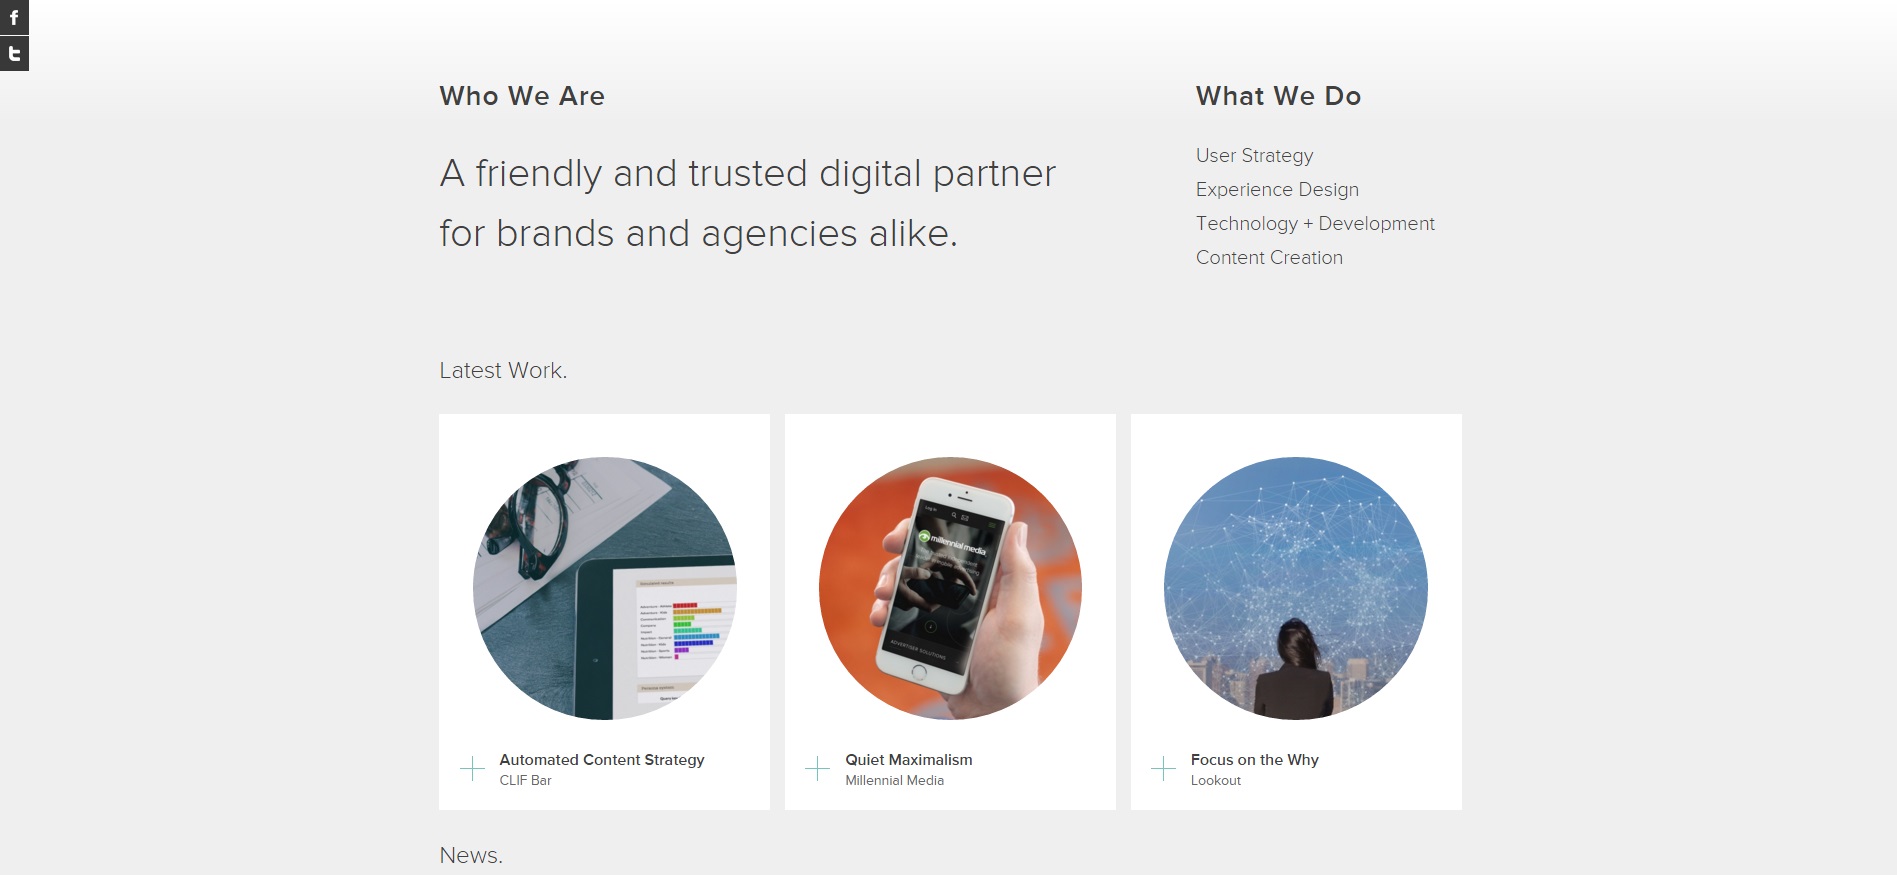 Who We Are
A friendly and trusted digital partner
for brands and agencies alike.
What We Do
User Strategy
Experience Design
Technology + Development
Content Creation
Latest Work.
Log in
millennial media
ADVERTISER SOLUTIONS
Automated Content Strategy
CLIF Bar
Quiet Maximalism
Millennial Media
Focus on the Why
Lookout
News.